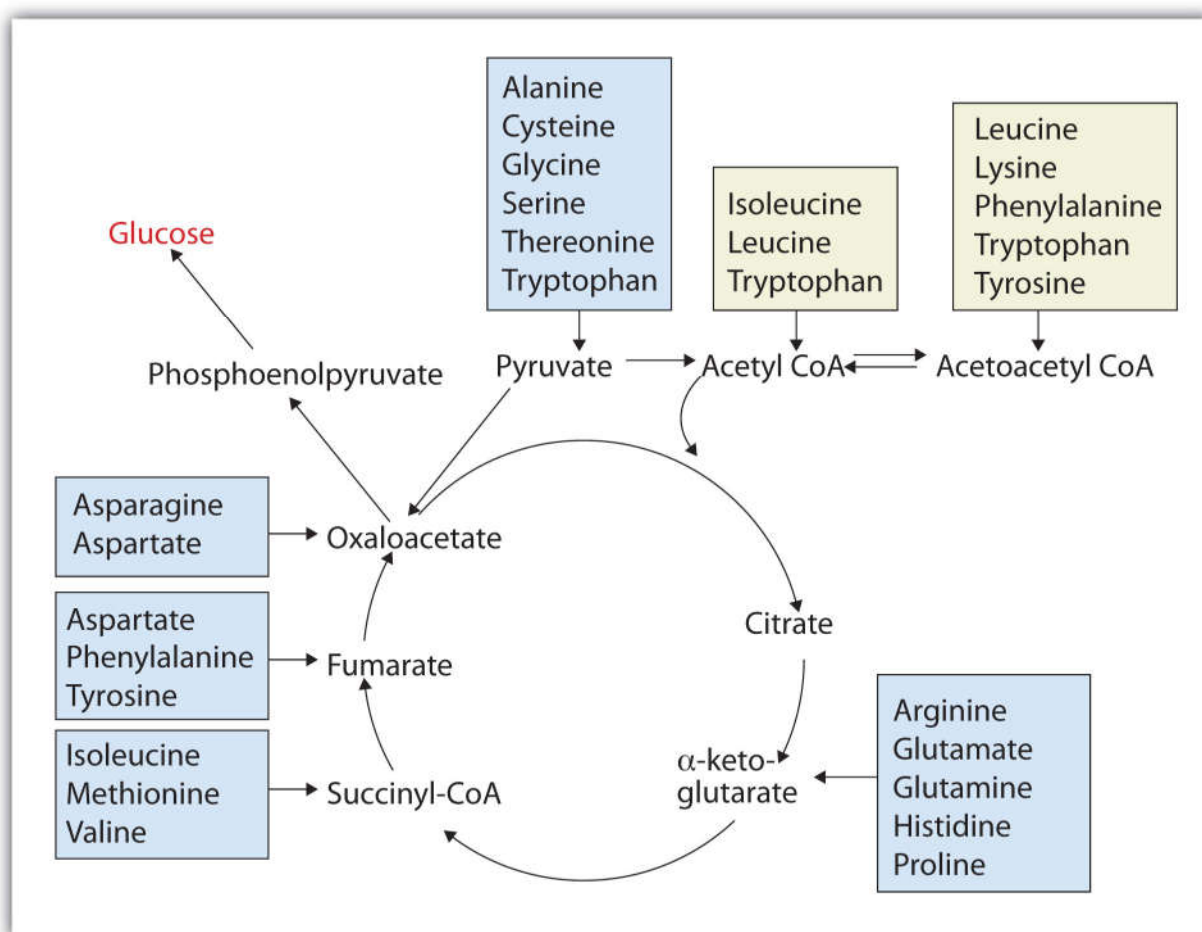 Alanine
Cysteine
Glycine
Serine
Thereonine
Tryptophan
Isoleucine
Leucine
Tryptophan
Leucine
Lysine
Phenylalanine
Tryptophan
Tyrosine
Glucose
Phosphoenolpyruvate
Pyruvate
Acetyl CoA
Acetoacetyl CoA
Asparagine
Aspartate
Oxaloacetate
Aspartate
Phenylalanine
Tyrosine
Fumarate
Citrate
Isoleucine
Methionine
Valine
Succinyl-CoA
α-keto-
glutarate
Arginine
Glutamate
Glutamine
Histidine
Proline